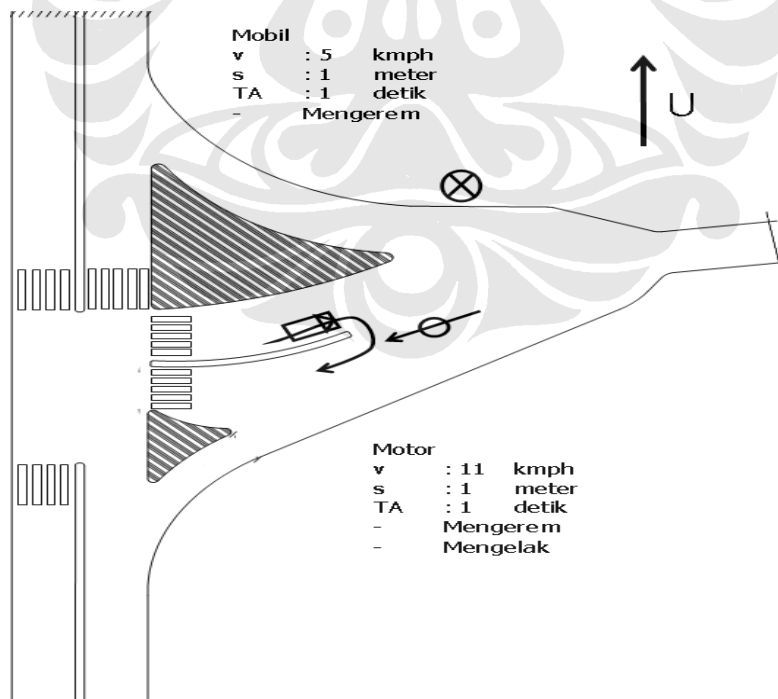 Mobil
v : 5 kmph
s : 1 meter
TA : 1 detik
- Mengerem
U
Motor
v : 11 kmph
s : 1 meter
TA : 1 detik
- Mengerem
- Mengelak